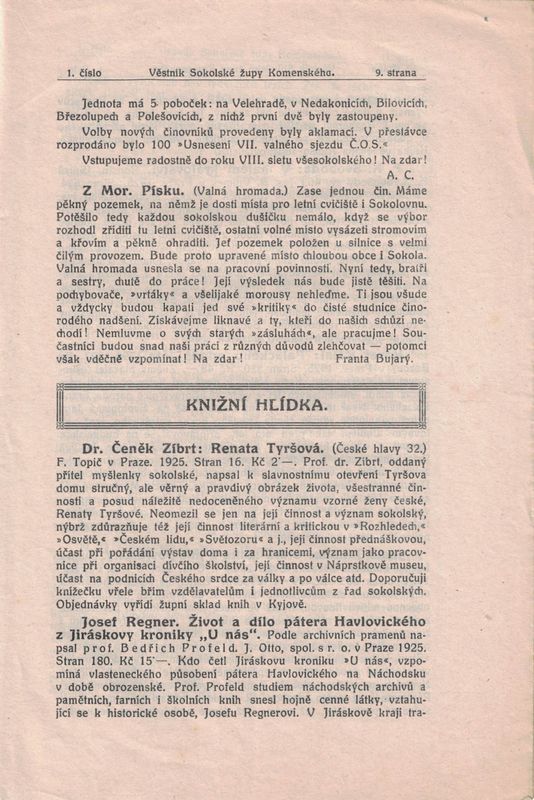 1. číslo Věstník Sokolské župy Komenského. 9. strana
Jednota má 5 poboček: na Velehradě, v Nedakonicích, Bílovicích,
Březolupech a Polešovicích, z nichž první dvě byly zastoupeny.
Volby nových činovníků provedeny byly aklamací. V přestávce
rozprodáno bylo 100 »Usnesení VII. valného sjezdu Č.O.S.«
Vstupujeme radostně do roku VIII. sletu všesokolského! Na zdar!
A. C.
Z Mor. Písku. (Valná hromada.) Zase jednou čin. Máme
pěkný pozemek, na němž je dosti místa pro letní cvičiště i Sokolovnu.
Potěšilo tedy každou sokolskou dušičku nemálo, když se výbor
rozhodl zříditi tu letní cvičiště, ostatní volné místo vysázeti stromovím
a křovím a pěkně ohraditi. Jeť pozemek položen u silnice s velmi
čilým provozem. Bude proto upravené místo chloubou obce i Sokola.
Valná hromada usnesla se na pracovní povinnosti. Nyní tedy, bratři
a sestry, chutě do práce! Její výsledek nás bude jistě těšiti. Na
pochybovače, »vrtáky« a všelijaké morousy nehleďme. Ti jsou všude
a vždycky budou kapati jed své »kritiky« do čisté studnice čino-
rodého nadšení. Získávejme liknavé a ty, kteří do našich schůzí ne-
chodí! Nemluvme o svých starých »zásluhách«, ale pracujme! Sou-
častníci budou snad naši práci z různých důvodů zlehčovat — potomci
však vděčně vzpomínat! Na zdar! Franta Bujarý.
KNIŽNÍ HLÍDKA.
Dr. Čeněk Zíbrt: Renata Tyršová. (České hlavy 32.)
F. Topič v Praze. 1925. Stran 16. Kč 2'—. Prof. dr. Zíbrt, oddaný
přítel myšlenky sokolské, napsal k slavnostnímu otevření Tyršova
domu stručný, ale věrný a pravdivý obrázek života, všestranné čin-
nosti a posud náležitě nedoceněného významu vzorné ženy české,
Renaty Tyršové. Neomezil se jen na její činnost a význam sokolský,
nýbrž zdůrazňuje též její činnost literární a kritickou v »Rozhledech,«
»Osvětě,« »Českém lidu,« »Světozoru« a j., její činnost přednáškovou,
účast při pořádání výstav doma i za hranicemi, význam jako pracov-
nice při organisaci dívčího školství, její činnost v Náprstkově museu,
účast na podnicích Českého srdce za války a po válce atd. Doporučuji
knížečku vřele břím vzdělavatelům i jednotlivcům z řad sokolských.
Objednávky vyřídí župní sklad knih v Kyjově.
Josef Regner. Život a dílo pátera Havlovického
z Jiráskovy kroniky „U nás“. Podle archivních pramenů na-
psal prof. Bedřich Profeld. J. Otto, spol. s r. o. v Praze 1925.
Stran 180. Kč 15'—. Kdo četl Jiráskovu kroniku »U nás«, vzpo-
míná vlasteneckého působení pátera Havlovického na Náchodsku
v době obrozenské. Prof. Profeld studiem náchodských archivů a
pamětních, farních i školních knih snesl hojně cenné látky, vztahu-
jící se k historické osobě, Josefu Regnerovi. V Jiráskově kraji tra-